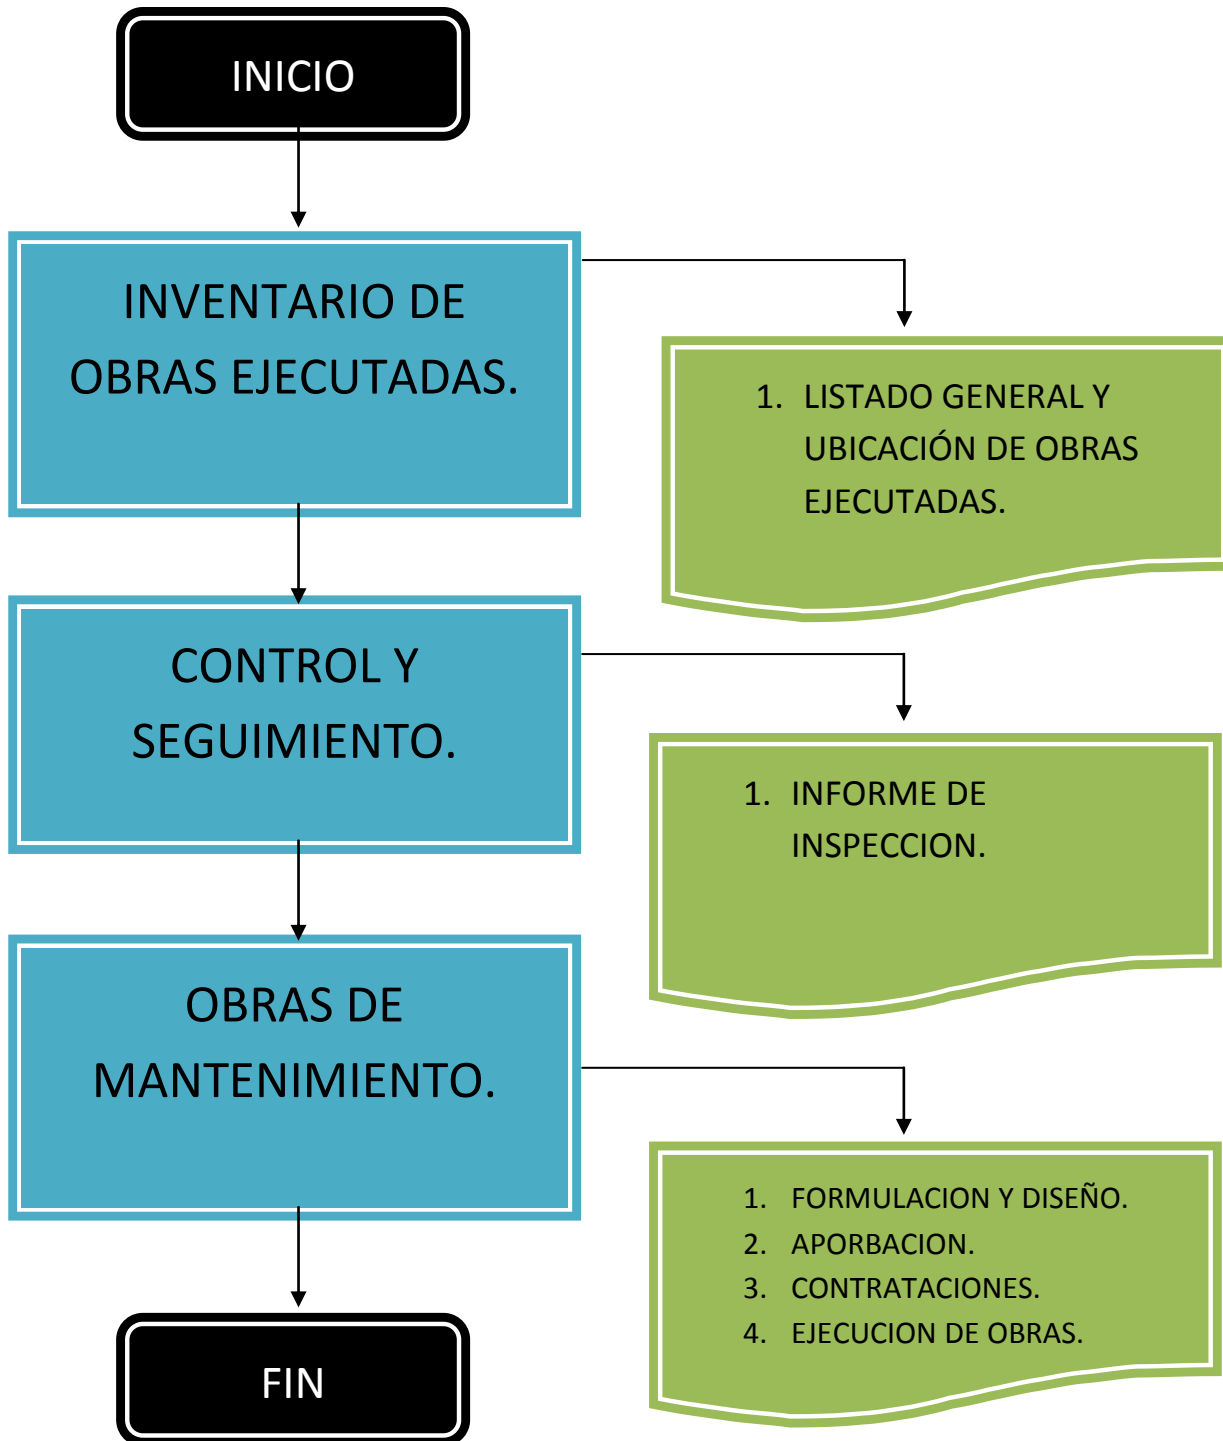 INICIO
INVENTARIO DE
OBRAS EJECUTADAS.
1. LISTADO GENERAL Y
UBICACIÓN DE OBRAS
EJECUTADAS.
CONTROL Y
SEGUIMIENTO.
1. INFORME DE
INSPECCION.
OBRAS DE
MANTENIMIENTO.
1. FORMULACION Y DISEÑO.
2. APORBACION.
3. CONTRATACIONES.
4. EJECUCION DE OBRAS.
FIN